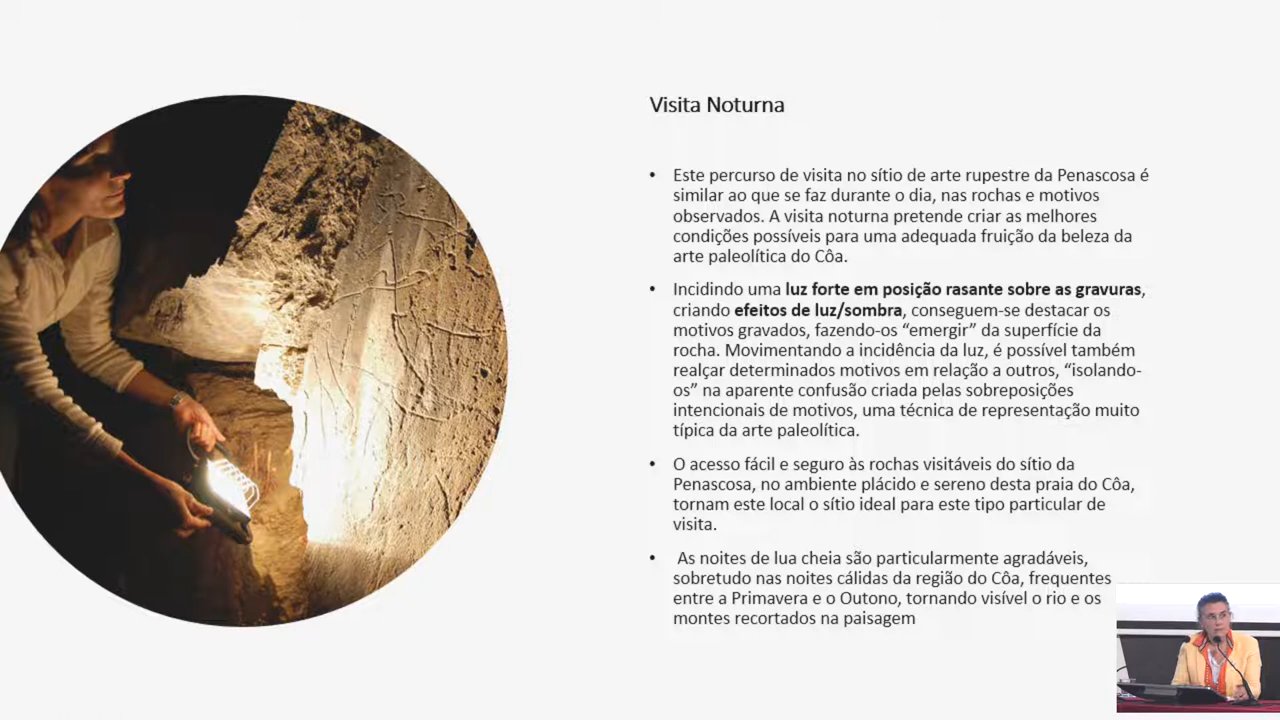 Visita Noturna
• Este percurso de visita no sítio de arte rupestre da Penascosa é
similar ao que se faz durante o dia, nas rochas e motivos
observados. A visita noturna pretende criar as melhores
condições possíveis para uma adequada fruição da beleza da
arte paleolítica do Côa.
• Incidindo uma luz forte em posição rasante sobre as gravuras,
criando efeitos de luz/sombra, conseguem-se destacar os
motivos gravados, fazendo-os “emergir” da superfície da
rocha. Movimentando a incidência da luz, é possível também
realçar determinados motivos em relação a outros, “isolando-
os” na aparente confusão criada pelas sobreposições
intencionais de motivos, uma técnica de representação muito
típica da arte paleolítica.
• O acesso fácil e seguro às rochas visitáveis do sítio da
Penascosa, no ambiente plácido e sereno desta praia do Côa,
tornam este local o sítio ideal para este tipo particular de
visita.
• As noites de lua cheia são particularmente agradáveis,
sobretudo nas noites cálidas da região do Côa, frequentes
entre a Primavera e o Outono, tornando visível o rio e os
montes recortados na paisagem